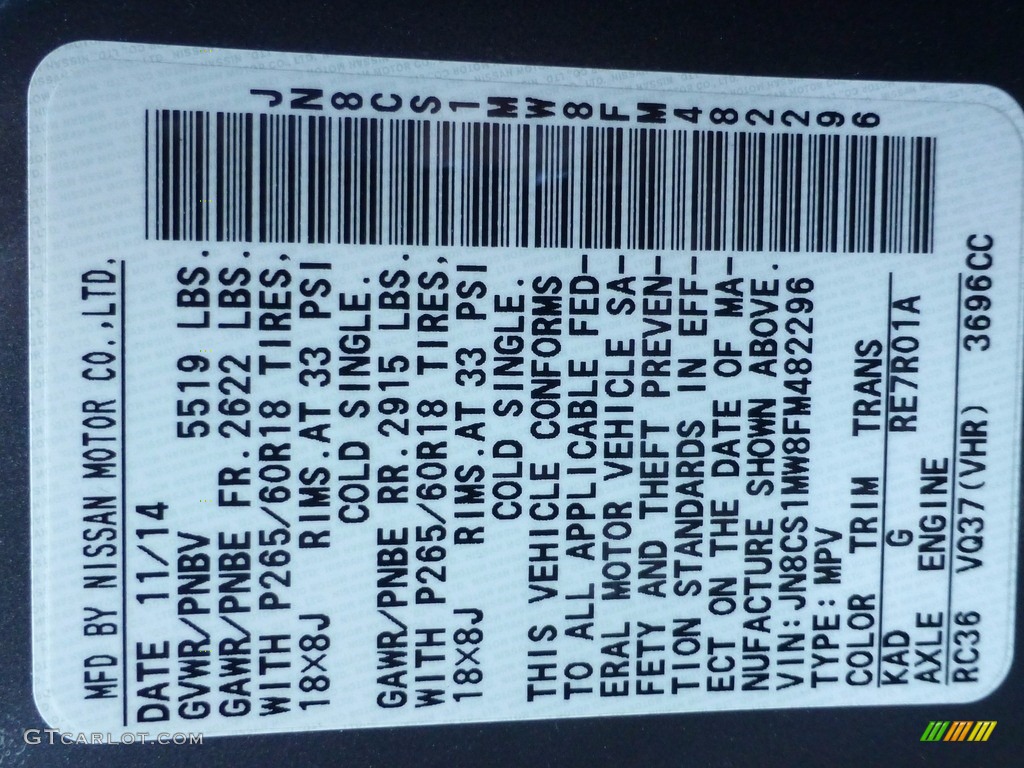 MFD BY NISSAN MOTOR CO.,LTD.
DATE 11/14
GVWR/PNBV 5519 LBS.
GAWR/PNBE FR. 2622 LBS.
WITH P265/60R18 TIRES,
18×8J RIMS.AT 33 PSI
COLD SINGLE.
GAWR/PNBE RR. 2915 LBS.
WITH P265/60R18 TIRES,
18×8J RIMS.AT 33 PSI
COLD SINGLE.
THIS VEHICLE CONFORMS
TO ALL APPLICABLE FED-
ERAL MOTOR VEHICLE SA-
FETY AND THEFT PREVEN-
TION STANDARDS IN EFF-
ECT ON THE DATE OF MA-
NUFACTURE SHOWN ABOVE.
VIN:JN8CS1MW8FM482296
TYPE:MPV
COLOR TRIM TRANS
KAD G RE7R01A
AXLE ENGINE
RC36 VQ37(VHR) 3696CC
JN8CS1MW8FM482296
GTcarlot.com